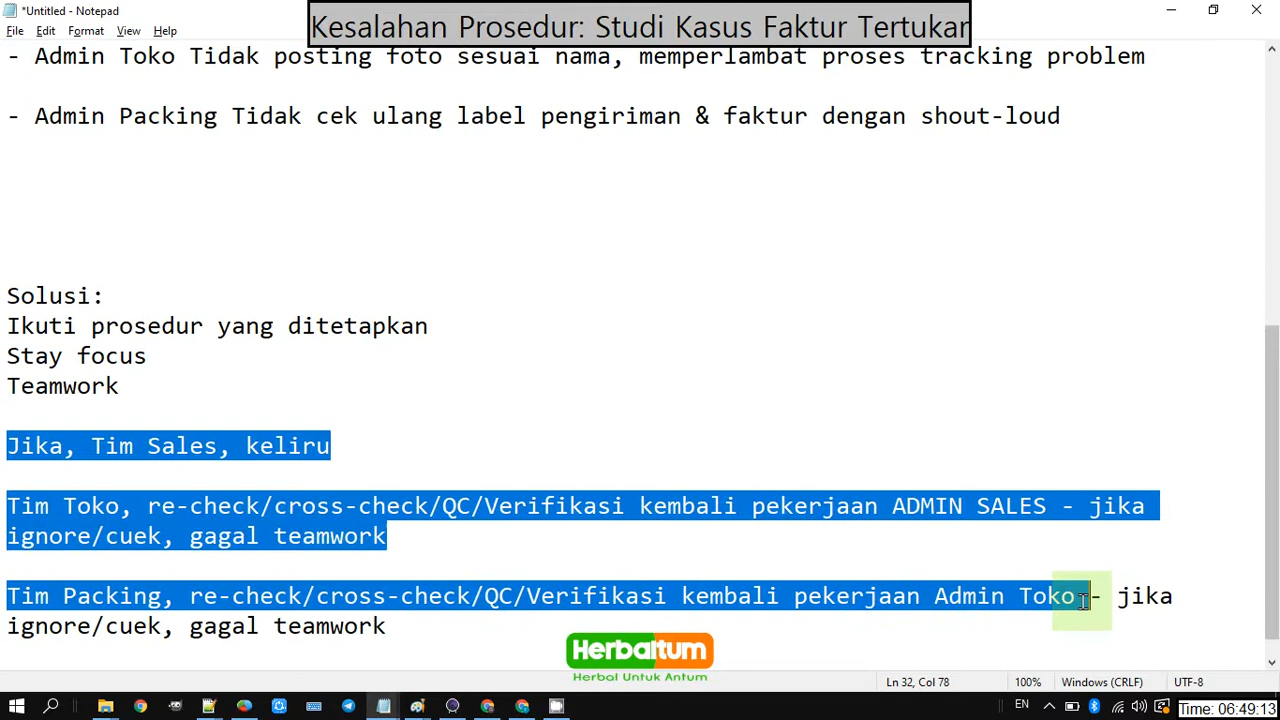 *Untitled - Notepad
Kesalahan Prosedur: Studi Kasus Faktur Tertukar
File Edit Format View Help
- Admin Toko Tidak posting foto sesuai nama, memperlambat proses tracking problem
- Admin Packing Tidak cek ulang label pengiriman & faktur dengan shout-loud
Solusi:
Ikuti prosedur yang ditetapkan
Stay focus
Teamwork
Jika, Tim Sales, keliru
Tim Toko, re-check/cross-check/QC/Verifikasi kembali pekerjaan ADMIN SALES - jika
ignore/cuek, gagal teamwork
Tim Packing, re-check/cross-check/QC/Verifikasi kembali pekerjaan Admin Toko - jika
ignore/cuek, gagal teamwork
Herbaltum
Herbal Untuk Antum
Ln 32, Col 78 100% Windows (CRLF) UTF-8
EN Time: 06:49:13